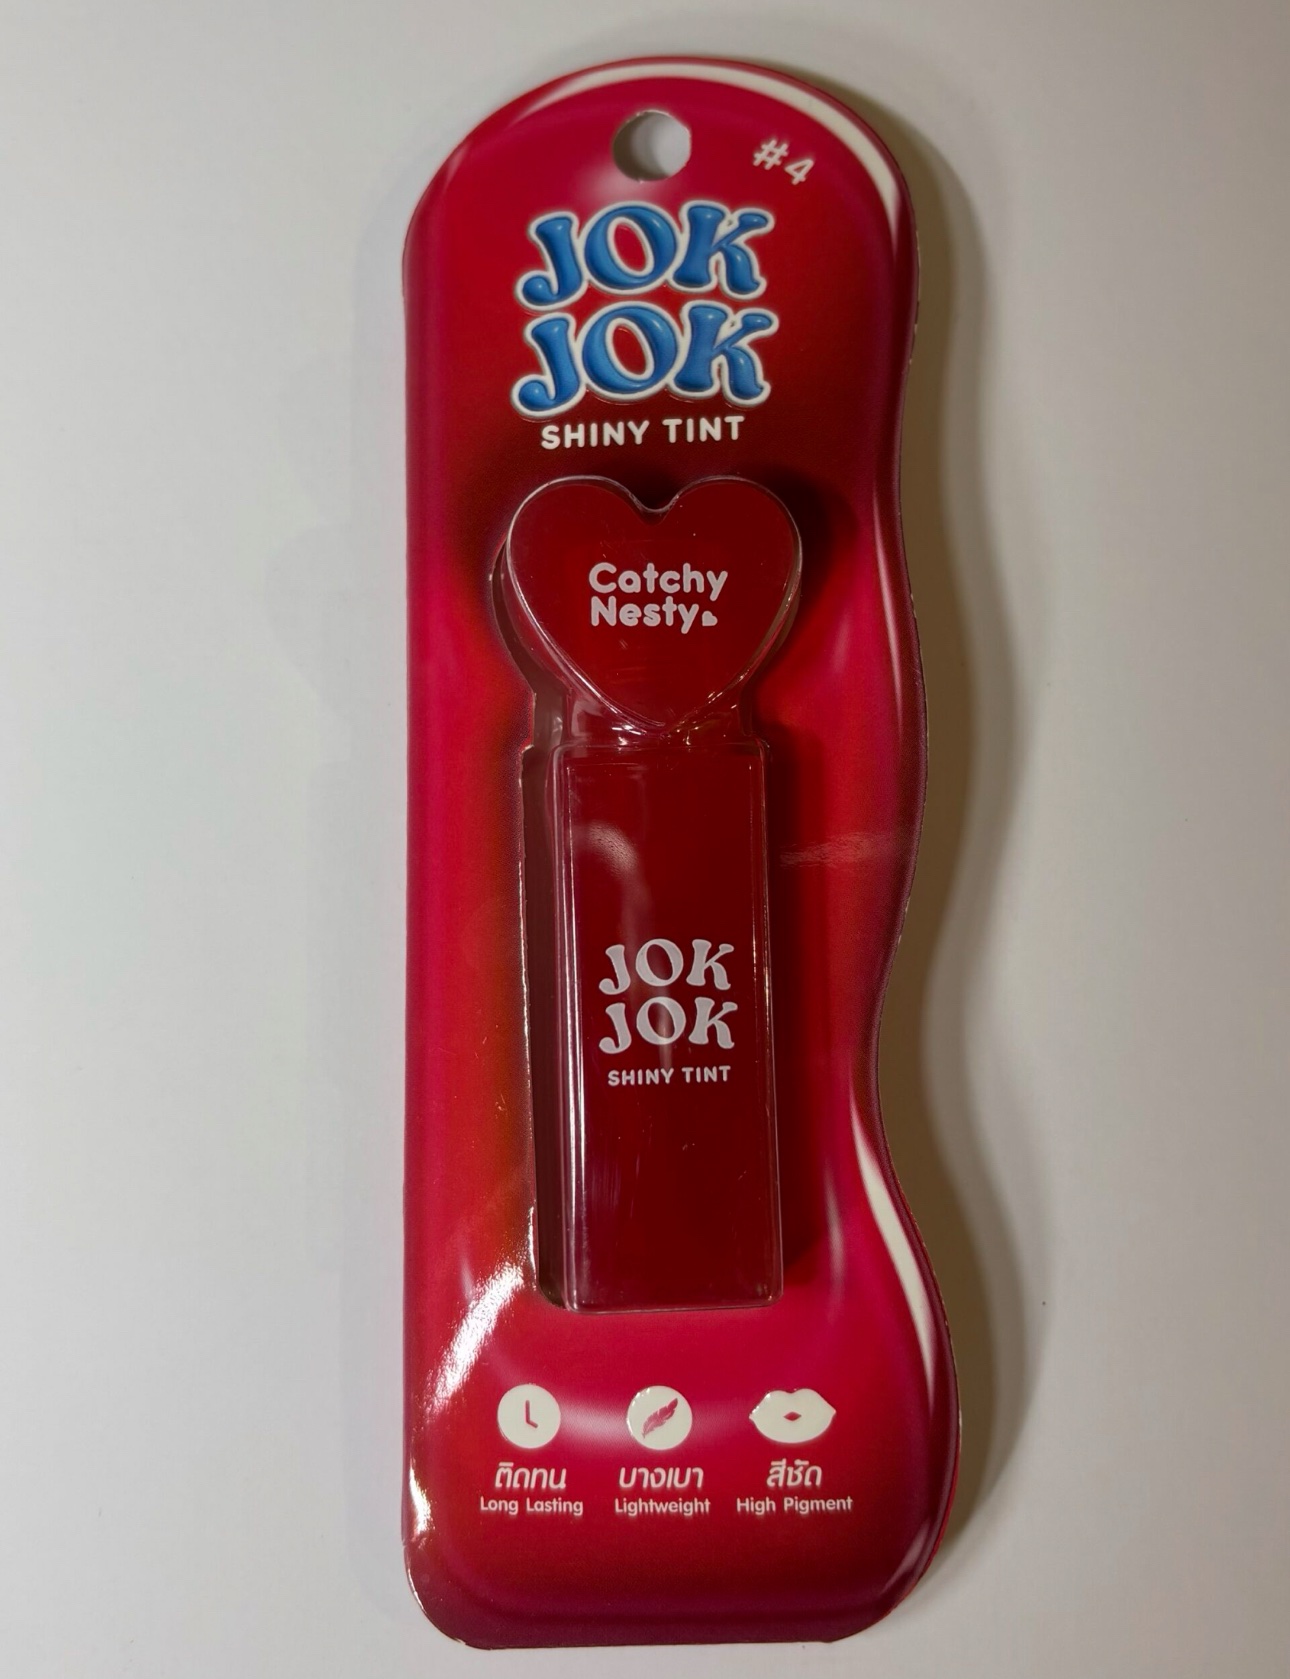 #4
JOK
JOK
SHINY TINT
Catchy
Nesty
JOK
JOK
SHINY TINT
ติดทน บางเบา สีชัด
Long Lasting Lightweight High Pigment